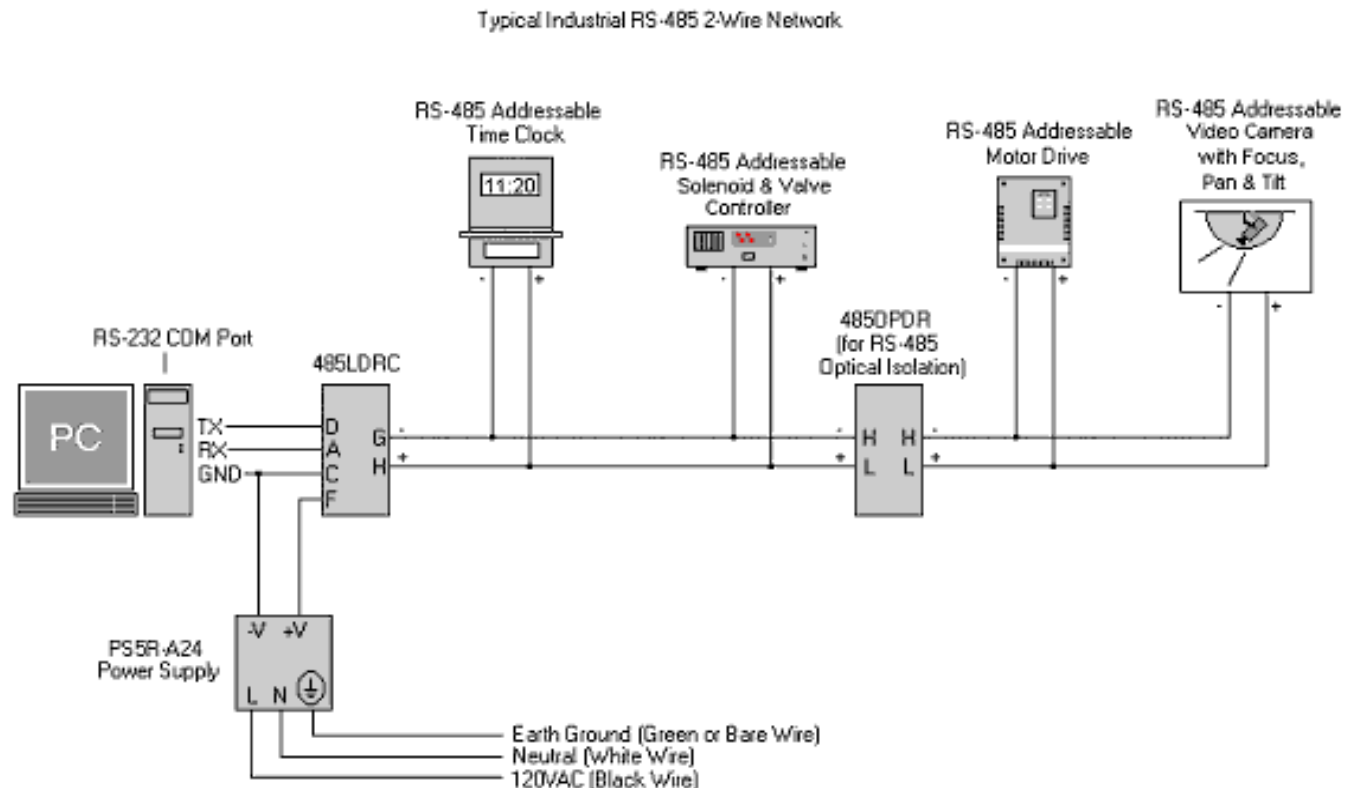 Typical Industrial RS-485 2-Wire Network
RS-485 Addressable
Time Clock
11:20
RS-485 Addressable
Solenoid & Valve
Controller
RS-485 Addressable
Motor Drive
RS-485 Addressable
Video Camera
with Focus,
Pan & Tilt
- +
- +
- +
- +
RS-232 COM Port
PC
TX
RX
GND
485LDRC
D
A
C
F
G -
H +
485OPDR
(for RS-485
Optical Isolation)
- H H -
+ L L +
PS5R-A24
Power Supply
-V +V
L N
Earth Ground (Green or Bare Wire)
Neutral (White Wire)
120VAC (Black Wire)